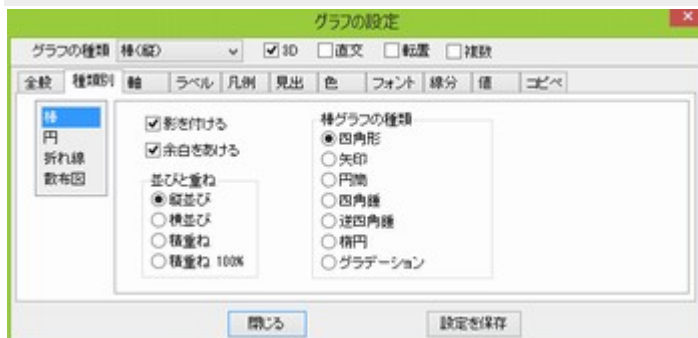 グラフの設定
グラフの種類 棒(縦) 3D 直交 転置 複数
全般 種類別 軸 ラベル 凡例 見出 色 フォント 線分 値 コピペ
棒
円
折れ線
散布図
影を付ける
余白をあける
並びと重ね
縦並び
横並び
積重ね
積重ね 100%
棒グラフの種類
四角形
矢印
円筒
四角錘
逆四角錘
楕円
グラデーション
閉じる 設定を保存